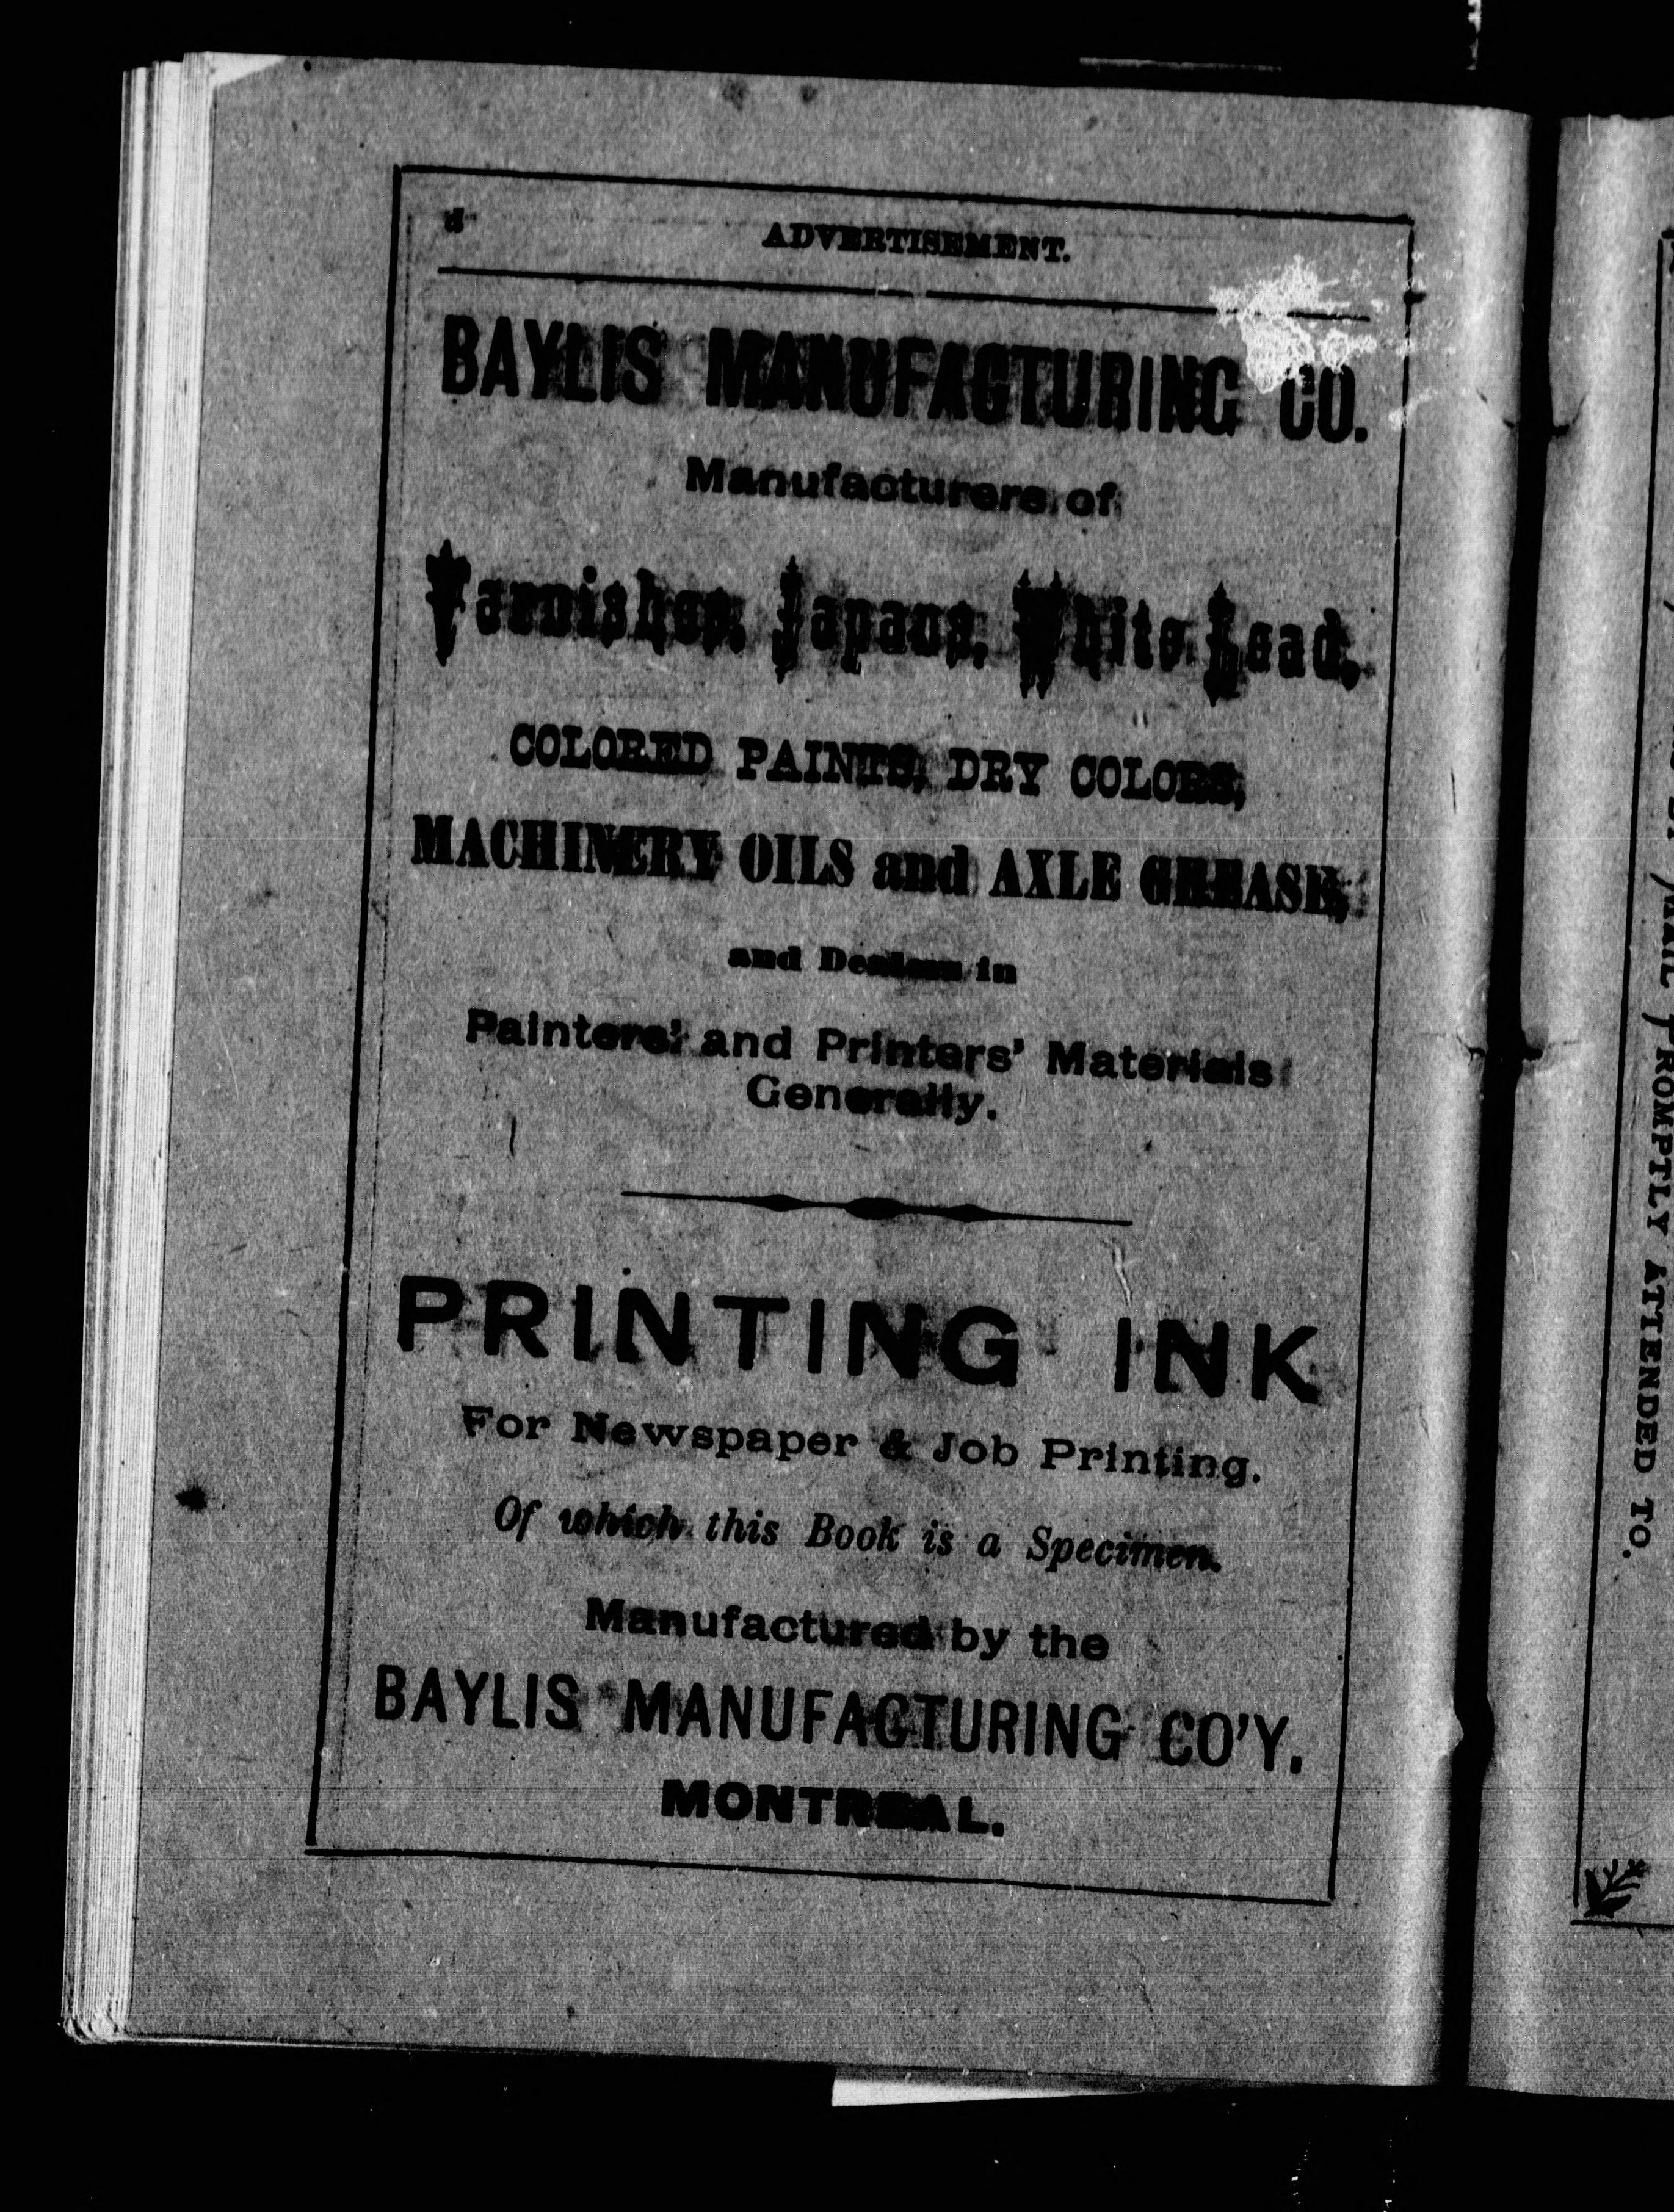 d
ADVERTISEMENT.
BAYLIS MANUFACTURING CO.
Manufacturers of
Varnishes, Japans, White Lead,
COLORED PAINTS, DRY COLORS,
MACHINERY OILS and AXLE GREASE,
and Dealers in
Painters' and Printers' Materials
Generally.
PRINTING INK
For Newspaper & Job Printing.
Of which this Book is a Specimen.
Manufactured by the
BAYLIS MANUFACTURING CO'Y.
MONTREAL.
PROMPTLY ATTENDED TO.